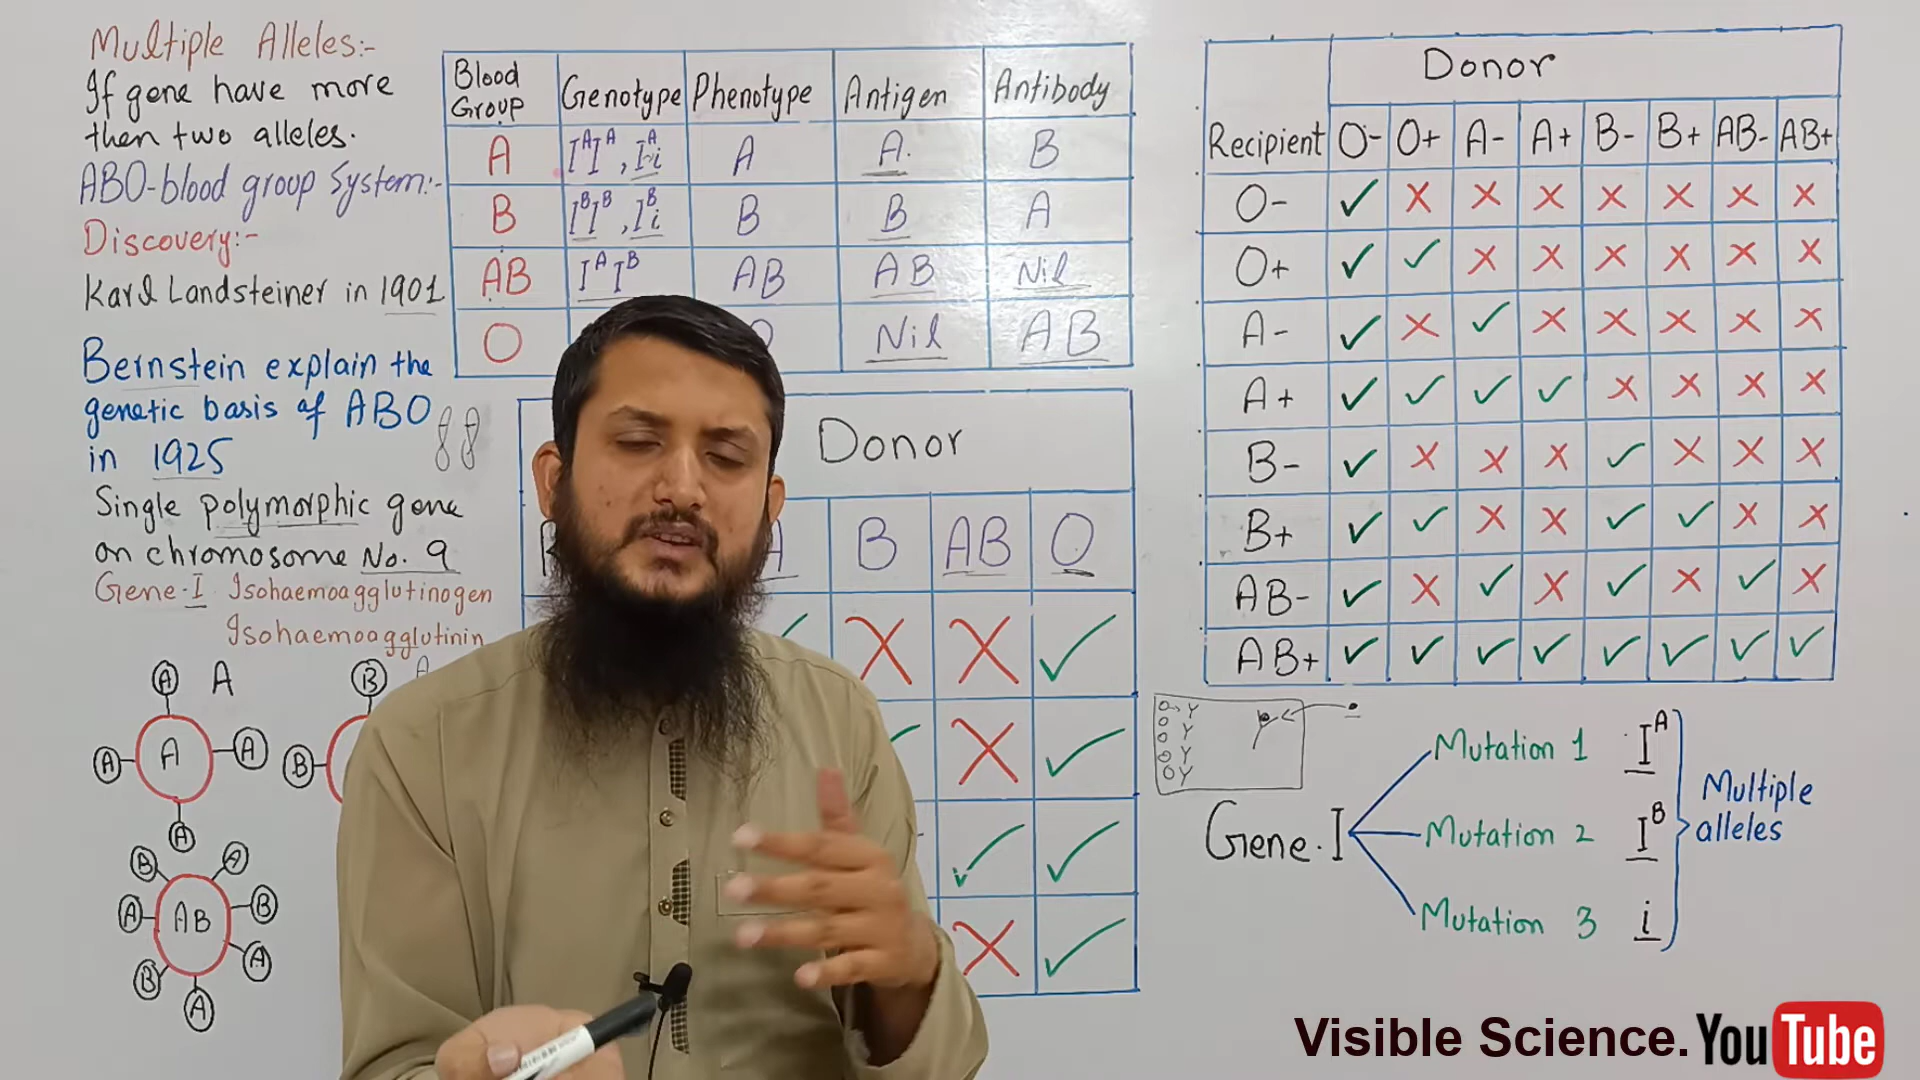 Multiple Alleles:-
If gene have more
then two alleles.
ABO-blood group System:-
Discovery:-
Karl Landsteiner in 1901
Bernstein explain the
genetic basis of ABO
in 1925
Single polymorphic gene
on chromosome No. 9
Gene.I Isohaemoagglutinogen
Isohaemoagglutinin
A A
A A A
A
B
B
B A
A AB B
B A
A
Blood Group Genotype Phenotype Antigen Antibody
A IAIA, IAi A A. B
B IBIB, IBi B B A
AB IAIB AB AB Nil
O Nil AB
Donor
A B AB O
✓ X X ✓
✓ X ✓
✓ ✓
X ✓
Donor
Recipient O- O+ A- A+ B- B+ AB- AB+
O- ✓ X X X X X X X
O+ ✓ ✓ X X X X X X
A- ✓ X ✓ X X X X X
A+ ✓ ✓ ✓ ✓ X X X X
B- ✓ X X X ✓ X X X
B+ ✓ ✓ X X ✓ ✓ X X
AB- ✓ X ✓ X ✓ X ✓ X
AB+ ✓ ✓ ✓ ✓ ✓ ✓ ✓ ✓
Gene.I
Mutation 1 IA
Mutation 2 IB
Mutation 3 i
Multiple
alleles
Visible Science. YouTube